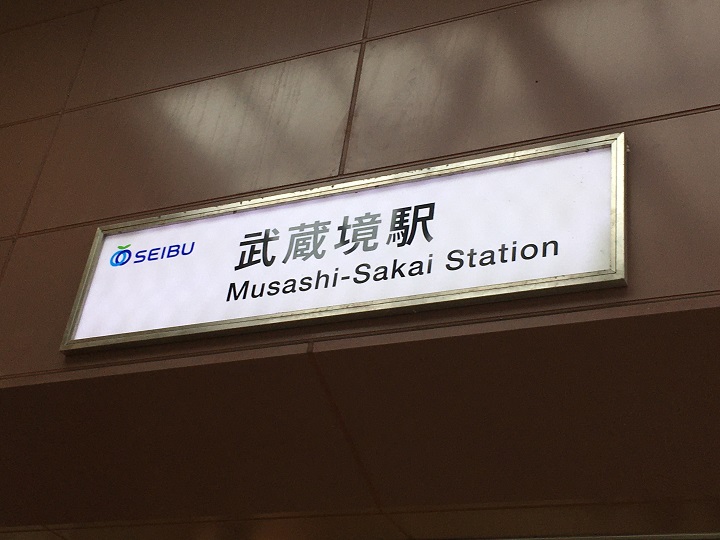 SEIBU
武蔵境駅
Musashi-Sakai Station